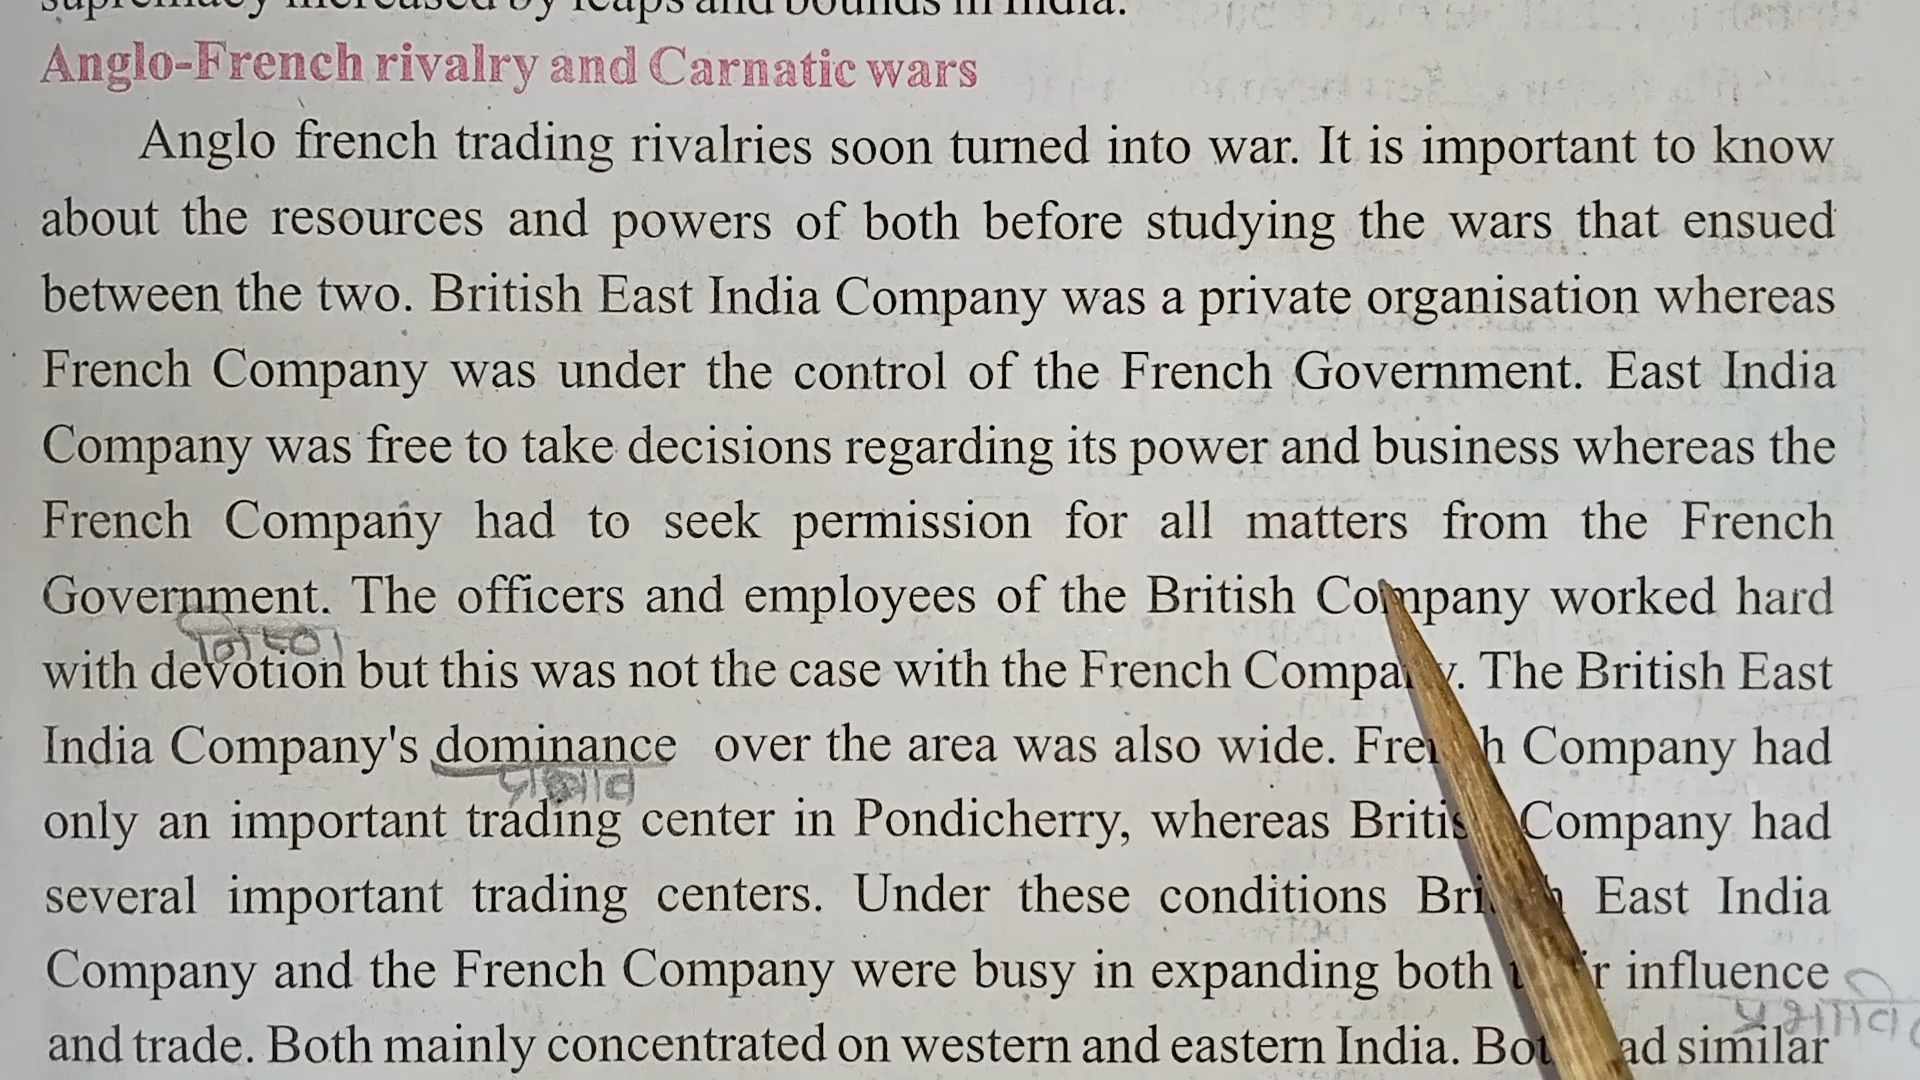 supremacy increased by leaps and bounds in India.
Anglo-French rivalry and Carnatic wars
Anglo french trading rivalries soon turned into war. It is important to know
about the resources and powers of both before studying the wars that ensued
between the two. British East India Company was a private organisation whereas
French Company was under the control of the French Government. East India
Company was free to take decisions regarding its power and business whereas the
French Company had to seek permission for all matters from the French
Government. The officers and employees of the British Company worked hard
निष्ठा
with devotion but this was not the case with the French Company. The British East
India Company's dominance over the area was also wide. French Company had
only an important trading center in Pondicherry, whereas British Company had
several important trading centers. Under these conditions British East India
Company and the French Company were busy in expanding both their influence
and trade. Both mainly concentrated on western and eastern India. Both had similar